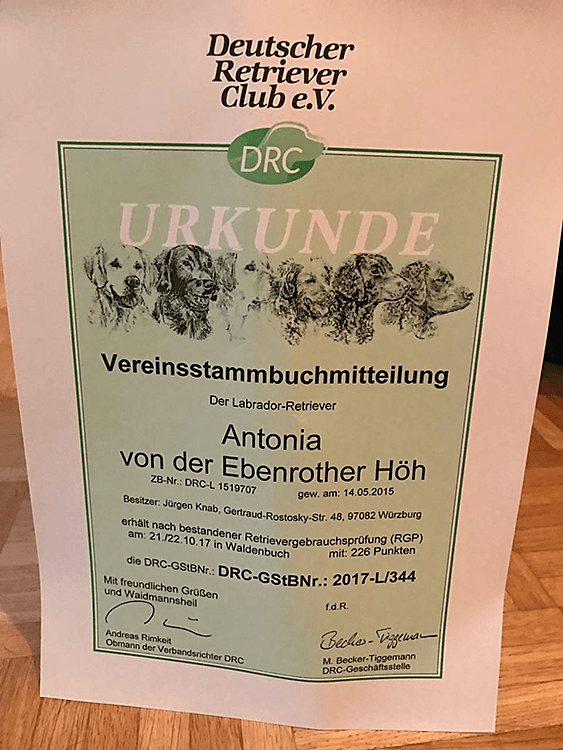 Deutscher
Retriever
Club e.V.
DRC
URKUNDE
Vereinsstammbuchmitteilung
Der Labrador-Retriever
Antonia
von der Ebenrother Höh
ZB-Nr.: DRC-L 1519707 gew. am: 14.05.2015
Besitzer: Jürgen Knab, Gertraud-Rostosky-Str. 48, 97082 Würzburg
erhält nach bestandener Retrievergebrauchsprüfung (RGP)
am: 21./22.10.17 in Waldenbuch mit: 226 Punkten
die DRC-GStBNr.: DRC-GStBNr.: 2017-L/344
Mit freundlichen Grüßen
und Waidmannsheil f.d.R.
Becker-Tiggeman
Andreas Rimkeit
Obmann der Verbandsrichter DRC
M. Becker-Tiggemann
DRC-Geschäftsstelle